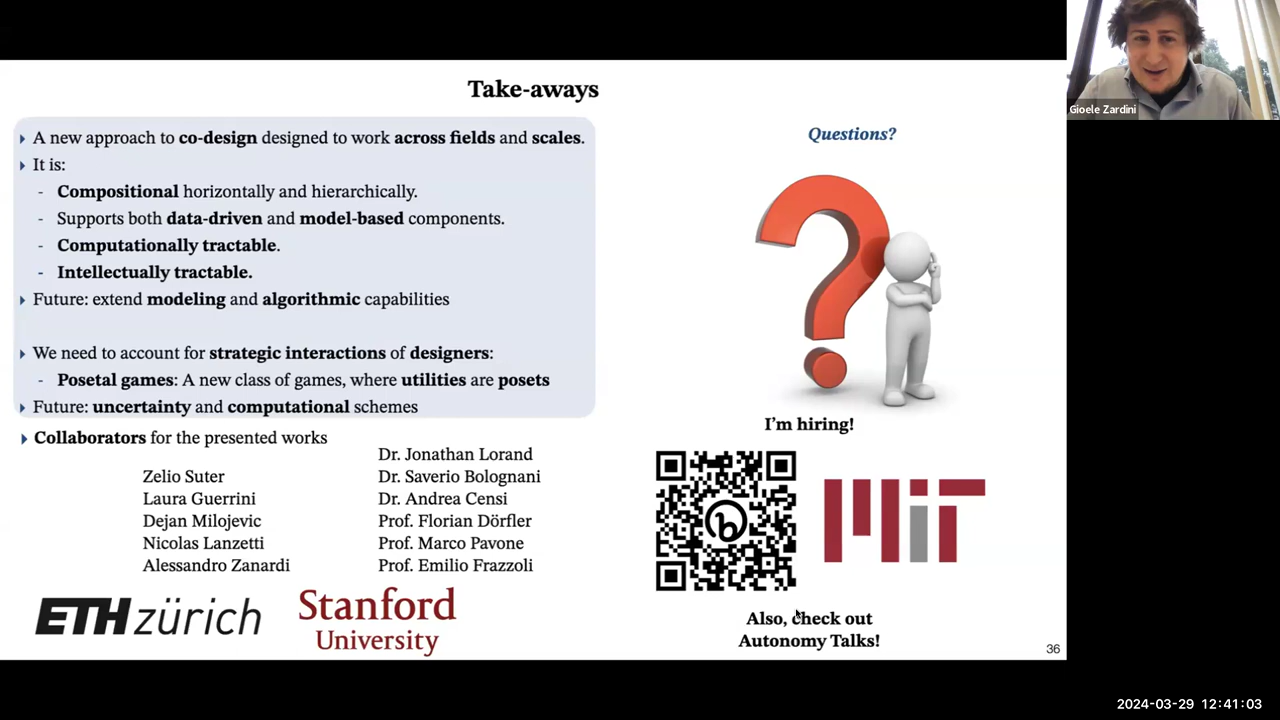 Take-aways
A new approach to co-design designed to work across fields and scales.
It is:
- Compositional horizontally and hierarchically.
- Supports both data-driven and model-based components.
- Computationally tractable.
- Intellectually tractable.
Future: extend modeling and algorithmic capabilities
We need to account for strategic interactions of designers:
- Posetal games: A new class of games, where utilities are posets
Future: uncertainty and computational schemes
Collaborators for the presented works
Zelio Suter
Laura Guerrini
Dejan Milojevic
Nicolas Lanzetti
Alessandro Zanardi
Dr. Jonathan Lorand
Dr. Saverio Bolognani
Dr. Andrea Censi
Prof. Florian Dörfler
Prof. Marco Pavone
Prof. Emilio Frazzoli
ETH zürich
Stanford
University
Questions?
I'm hiring!
MIT
Also, check out
Autonomy Talks!
36
Gioele Zardini
2024-03-29 12:41:03